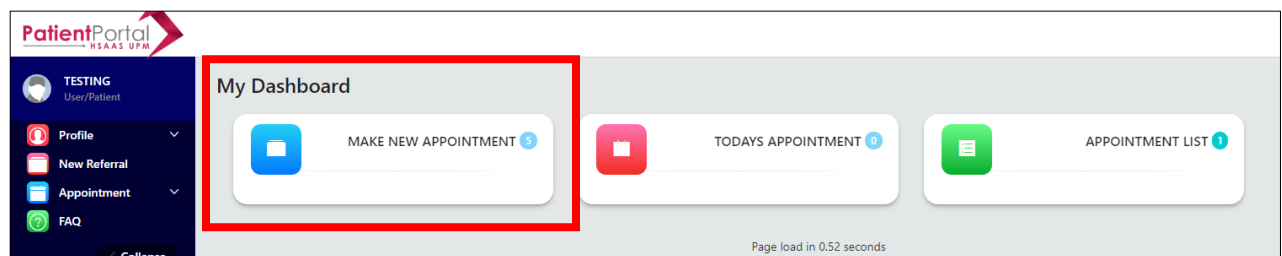 PatientPortal
HSAAS UPM
TESTING
User/Patient
Profile
New Referral
Appointment
FAQ
Collapse
My Dashboard
MAKE NEW APPOINTMENT 5
TODAYS APPOINTMENT 0
APPOINTMENT LIST 1
Page load in 0.52 seconds